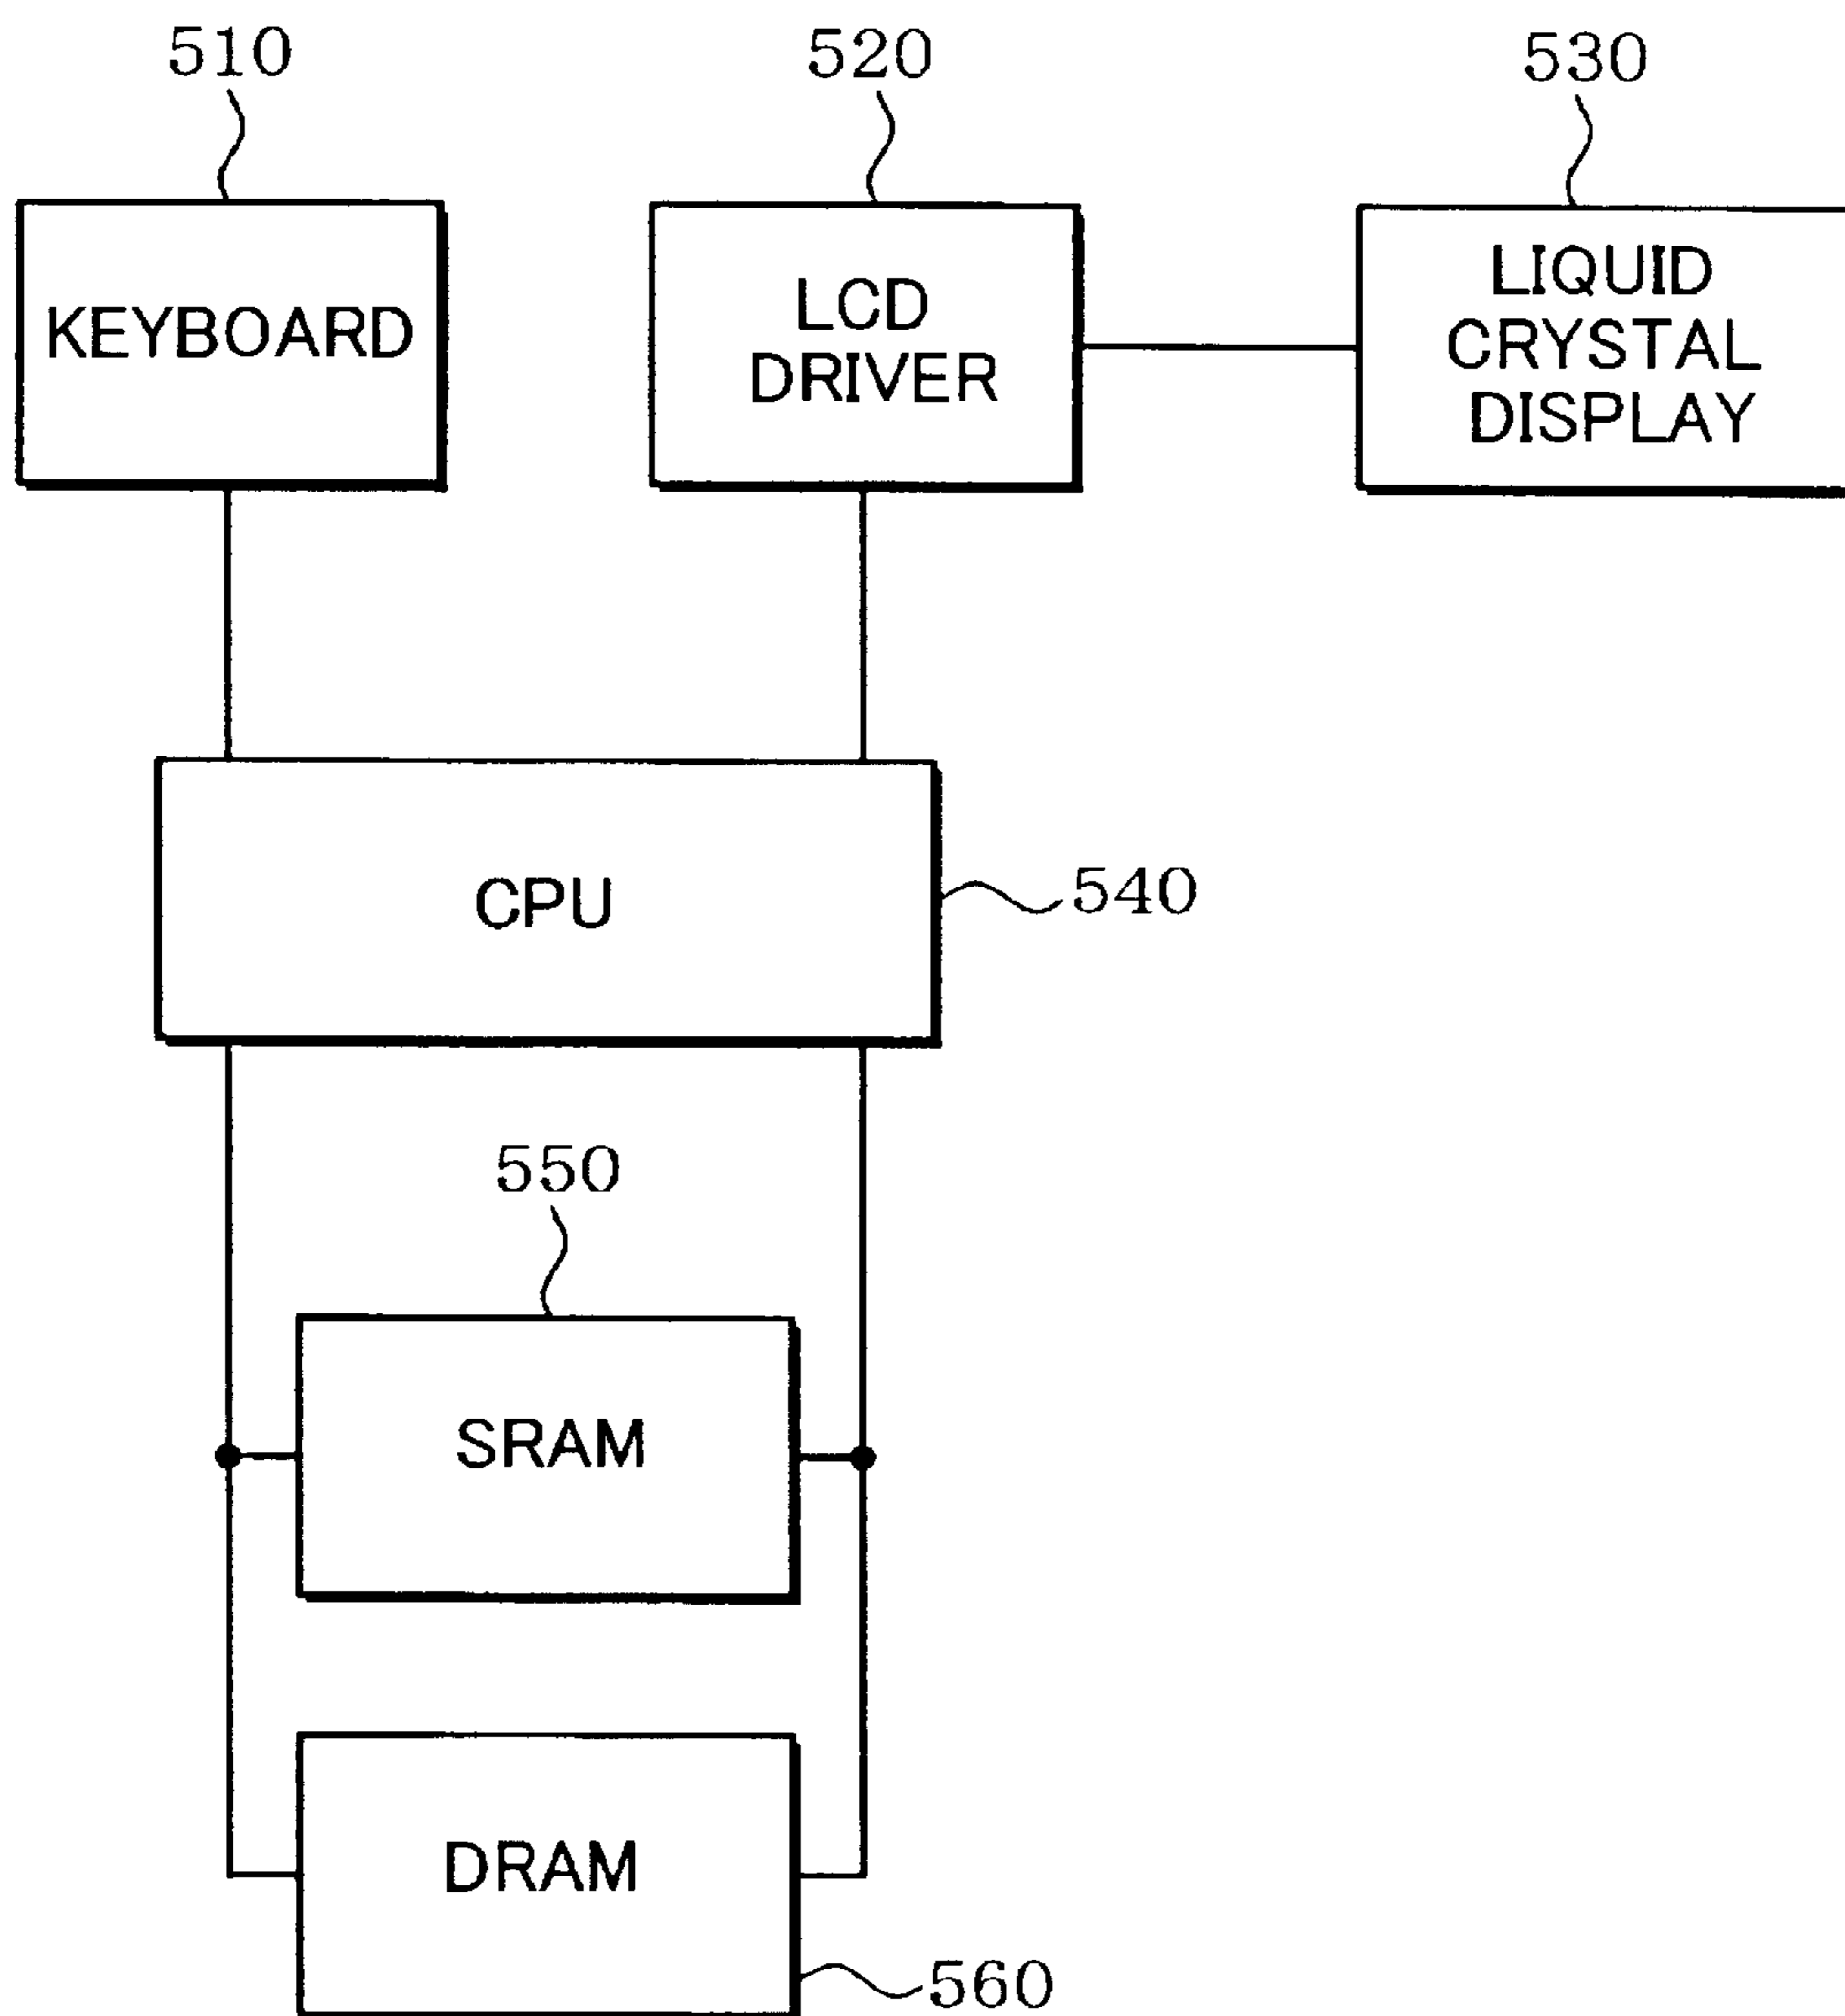 510
520
530
KEYBOARD
LCD
DRIVER
LIQUID
CRYSTAL
DISPLAY
CPU
540
550
SRAM
DRAM
560